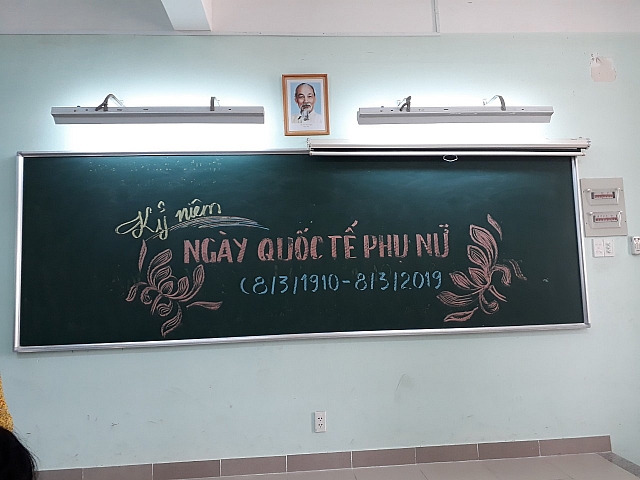 Kỷ niệm
NGÀY QUỐC TẾ PHỤ NỮ
(8/3/1910-8/3/2019